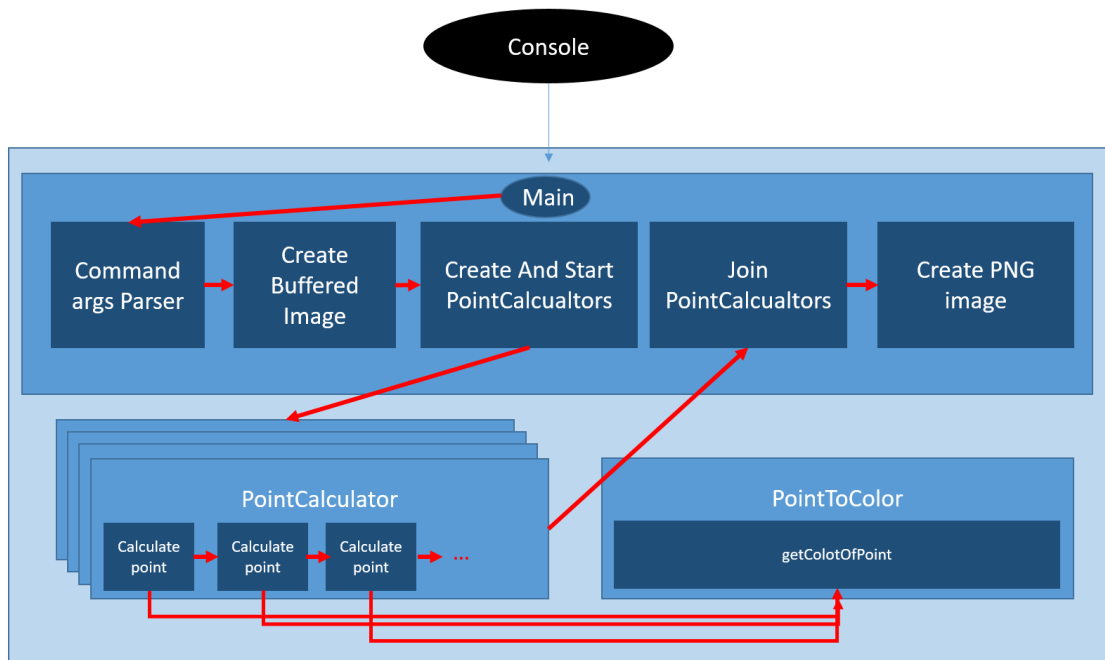 Console
Main
Command
args Parser
Create
Buffered
Image
Create And Start
PointCalcualtors
Join
PointCalcualtors
Create PNG
image
PointCalculator
Calculate
point
Calculate
point
Calculate
point
...
PointToColor
getColotOfPoint